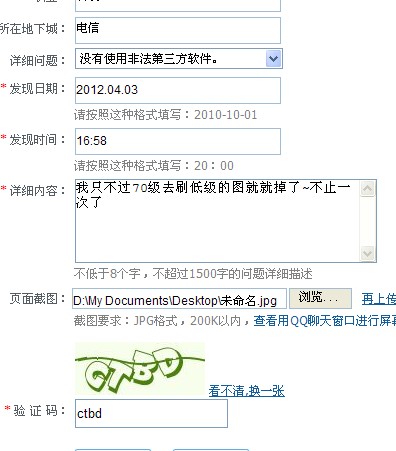 所在地下城：电信
详细问题：没有使用非法第三方软件。
* 发现日期：2012.04.03
请按照这种格式填写：2010-10-01
* 发现时间：16:58
请按照这种格式填写：20：00
* 详细内容：我只不过70级去刷低级的图就就掉了~不止一
次了
不低于8个字，不超过1500字的问题详细描述
页面截图：D:\My Documents\Desktop\未命名.jpg 浏览... 再上传
截图要求：JPG格式，200K以内，查看用QQ聊天窗口进行屏幕
CTBD
看不清,换一张
* 验 证 码：ctbd